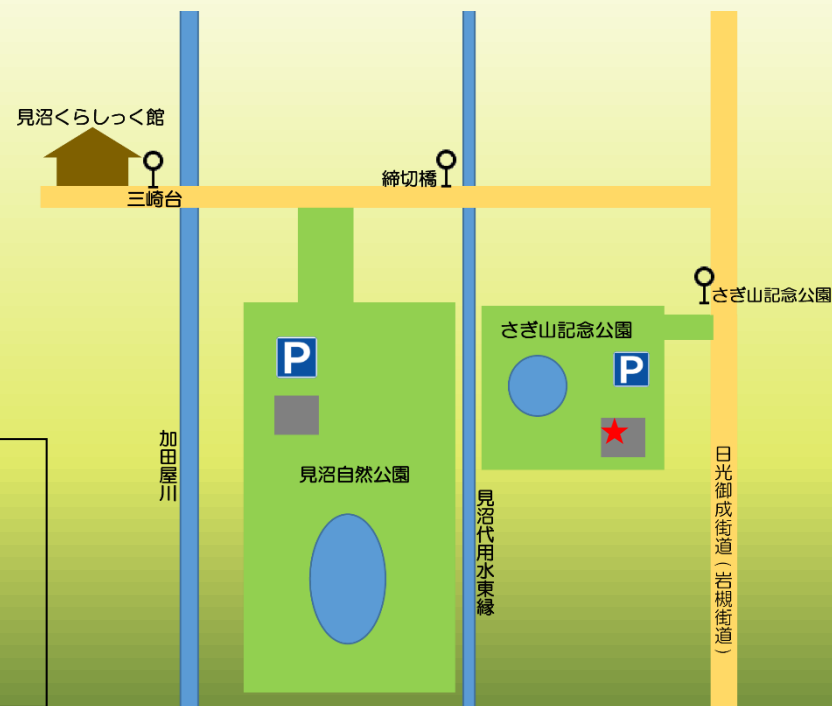 見沼くらしっく館
三崎台
締切橋
さぎ山記念公園
さぎ山記念公園
P
P
見沼自然公園
加田屋川
見沼代用水東縁
日光御成街道(岩槻街道)